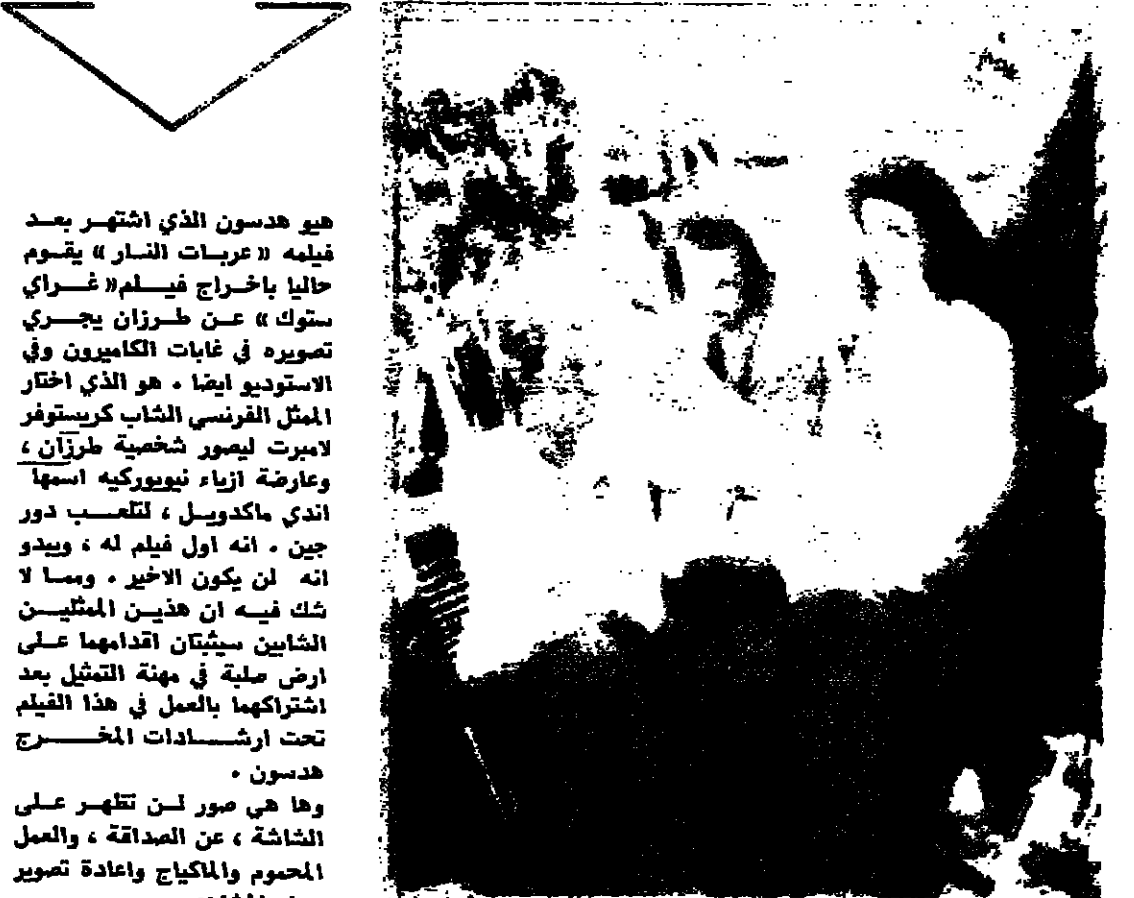 هيو هدسون الذي اشتهر بعد
فيلمه « عربات النار » يقوم
حاليا باخراج فيلم « غراي
ستوك » عن طرزان يجري
تصويره في غابات الكاميرون وفي
الاستوديو ايضا . هو الذي اختار
الممثل الفرنسي الشاب كريستوفر
لامبرت ليصور شخصية طرزان ،
وعارضة ازياء نيويوركيه اسمها
اندي ماكدويل ، لتلعب دور
جين . انه اول فيلم له ، ويبدو
انه لن يكون الاخير . ومما لا
شك فيه ان هذين الممثلين
الشابين سيثبتان اقدامهما على
ارض صلبة في مهنة التمثيل بعد
اشتراكهما بالعمل في هذا الفيلم
تحت ارشادات المخرج
هدسون .
وها هي صور لن تظهر على
الشاشة ، عن الصداقة ، والعمل
المحموم والماكياج واعادة تصوير